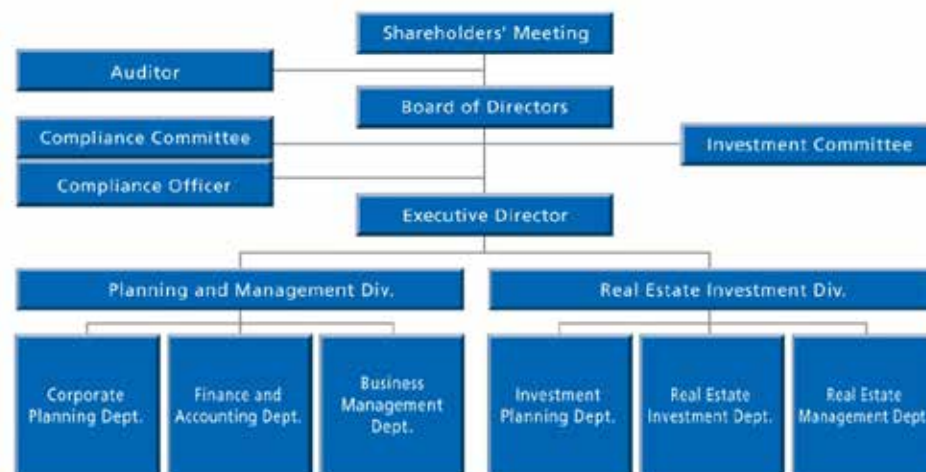 Shareholders' Meeting
Auditor
Board of Directors
Compliance Committee
Investment Committee
Compliance Officer
Executive Director
Planning and Management Div.
Real Estate Investment Div.
Corporate
Planning Dept.
Finance and
Accounting Dept.
Business
Management
Dept.
Investment
Planning Dept.
Real Estate
Investment Dept.
Real Estate
Management Dept